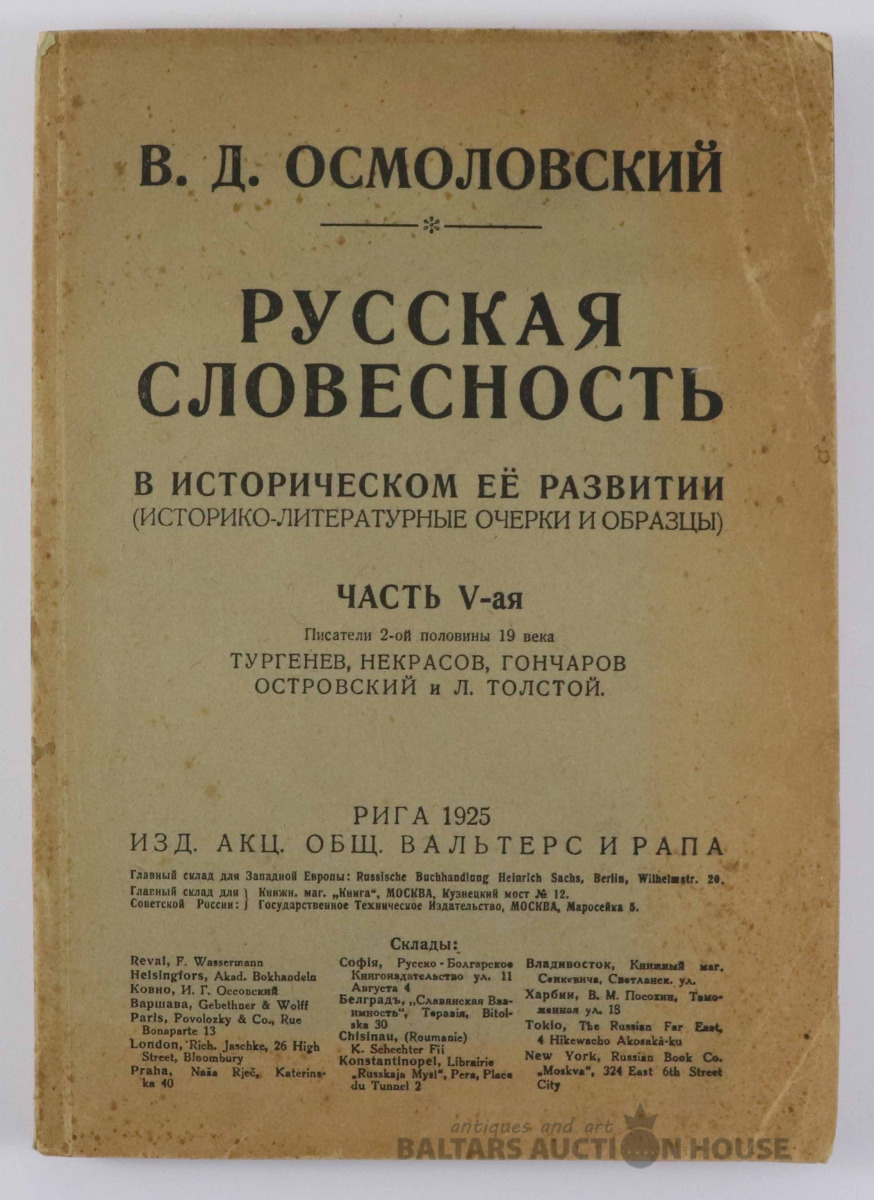 В. Д. ОСМОЛОВСКИЙ
РУССКАЯ
СЛОВЕСНОСТЬ
В ИСТОРИЧЕСКОМ ЕЁ РАЗВИТИИ
(ИСТОРИКО-ЛИТЕРАТУРНЫЕ ОЧЕРКИ И ОБРАЗЦЫ)
ЧАСТЬ V-ая
Писатели 2-ой половины 19 века
ТУРГЕНЕВ, НЕКРАСОВ, ГОНЧАРОВ
ОСТРОВСКИЙ и Л. ТОЛСТОЙ.
РИГА 1925
ИЗД. АКЦ. ОБЩ. ВАЛЬТЕРС И РАПА
Главный склад для Западной Европы: Russische Buchhandlung Heinrich Sachs, Berlin, Wilhelmstr. 20.
Главный склад для } Книжн. маг. „Книга“, МОСКВА, Кузнецкий мост № 12.
Советской России: } Государственное Техническое Издательство, МОСКВА, Маросейка 5.
Склады:
Reval, F. Wassermann
Helsingfors, Akad. Bokhandeln
Ковно, И. Г. Оссовский
Варшава, Gebethner & Wolff
Paris, Povolozky & Co., Rue
Bonaparte 13
London, Rich. Jaschke, 26 High
Street, Bloombury
Praha, Naša Rječ, Katerins-
ka 40
Софія, Русско-Болгарское
Книгоиздательство ул. 11
Августа 4
Белградъ, „Славянская Вза-
имность“, Теразія, Bitol-
ska 30
Chisinau, (Roumanie)
K. Schechter Fii
Konstantinopel, Librairie
„Russkaja Mysl“, Pera, Place
du Tunnel 2
Владивосток, Книжный маг.
Сенкевича, Светланск. ул.
Харбин, В. М. Посохин, Тамо-
женная ул. 18
Tokio, The Russian Far East,
4 Hikewacho Akasaka-ku
New York, Russian Book Co.
„Moskva“, 324 East 6th Street
City
antiques and art
BALTARS AUCTION HOUSE